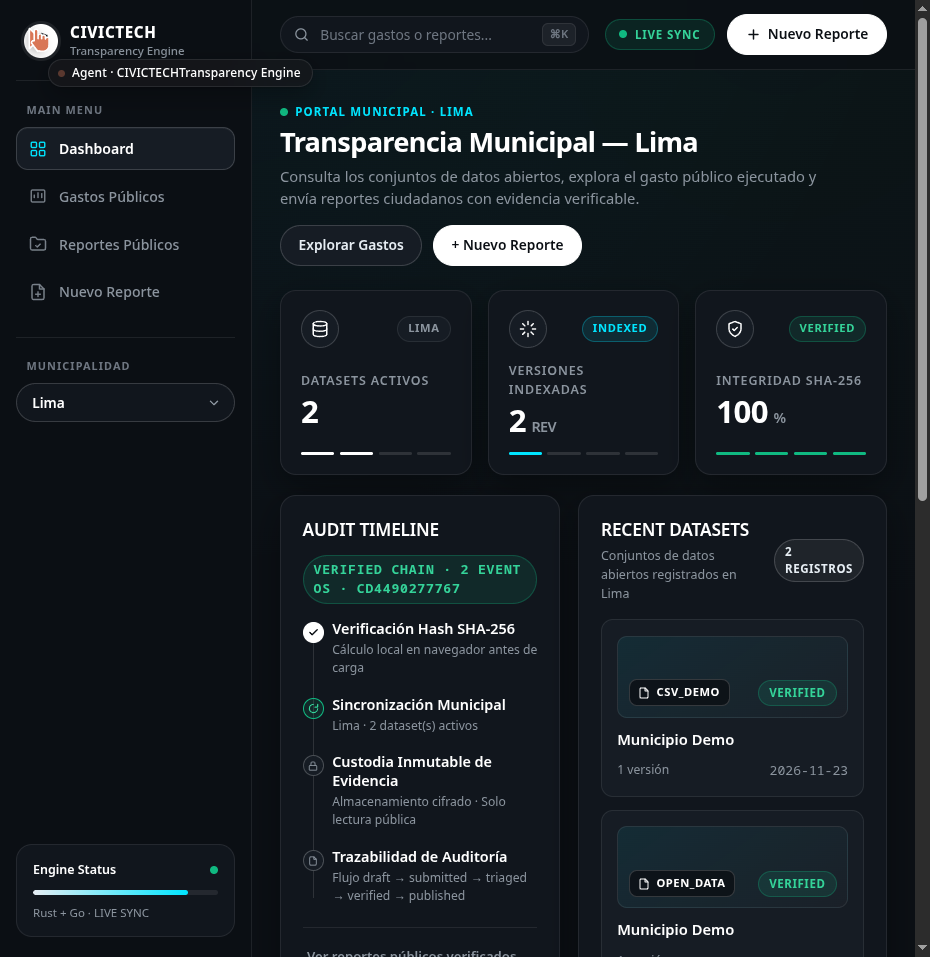 CIVICTECH
Transparency Engine
Agent · CIVICTECHTransparency Engine
MAIN MENU
Dashboard
Gastos Públicos
Reportes Públicos
Nuevo Reporte
MUNICIPALIDAD
Lima
Engine Status
Rust + Go · LIVE SYNC
Buscar gastos o reportes...
⌘K
LIVE SYNC
+ Nuevo Reporte
PORTAL MUNICIPAL · LIMA
Transparencia Municipal — Lima
Consulta los conjuntos de datos abiertos, explora el gasto público ejecutado y
envía reportes ciudadanos con evidencia verificable.
Explorar Gastos
+ Nuevo Reporte
LIMA
DATASETS ACTIVOS
2
INDEXED
VERSIONES
INDEXADAS
2 REV
VERIFIED
INTEGRIDAD SHA-256
100 %
AUDIT TIMELINE
VERIFIED CHAIN · 2 EVENT
OS · CD4490277767
Verificación Hash SHA-256
Cálculo local en navegador antes de
carga
Sincronización Municipal
Lima · 2 dataset(s) activos
Custodia Inmutable de
Evidencia
Almacenamiento cifrado · Solo
lectura pública
Trazabilidad de Auditoría
Flujo draft → submitted → triaged
→ verified → published
Ver reportes públicos verificados
RECENT DATASETS
Conjuntos de datos
abiertos registrados en
Lima
2
REGISTROS
CSV_DEMO
VERIFIED
Municipio Demo
1 versión
2026-11-23
OPEN_DATA
VERIFIED
Municipio Demo